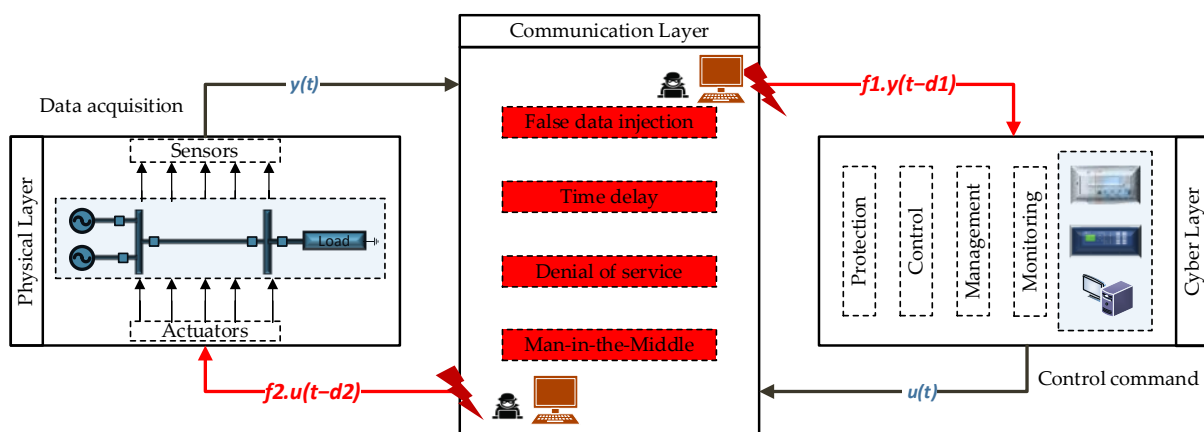 Communication Layer
y(t)
f1.y(t−d1)
Data acquisition
False data injection
Sensors
Physical Layer
Load
Time delay
Protection
Control
Management
Monitoring
Cyber Layer
Denial of service
Actuators
Man-in-the-Middle
f2.u(t−d2)
u(t)
Control command